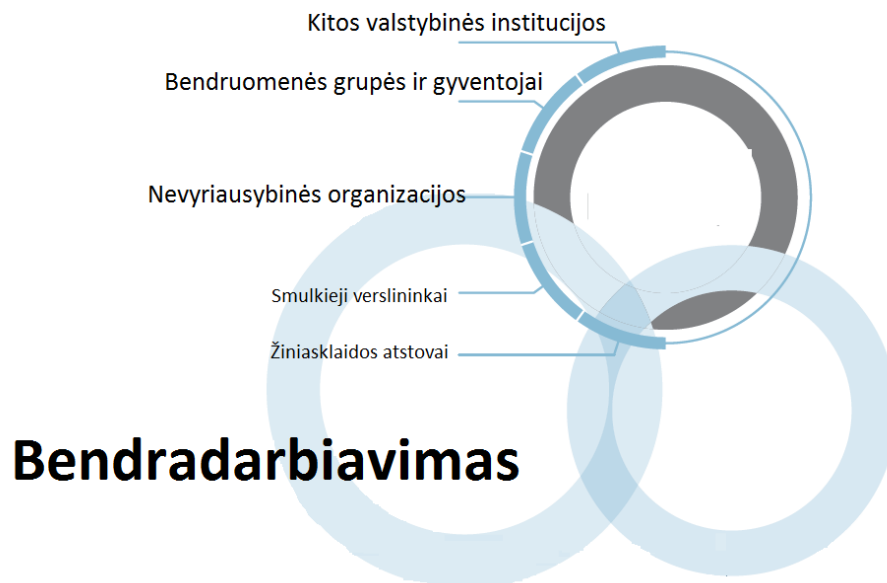 Kitos valstybinės institucijos
Bendruomenės grupės ir gyventojai
Nevyriausybinės organizacijos
Smulkieji verslininkai
Žiniasklaidos atstovai
Bendradarbiavimas